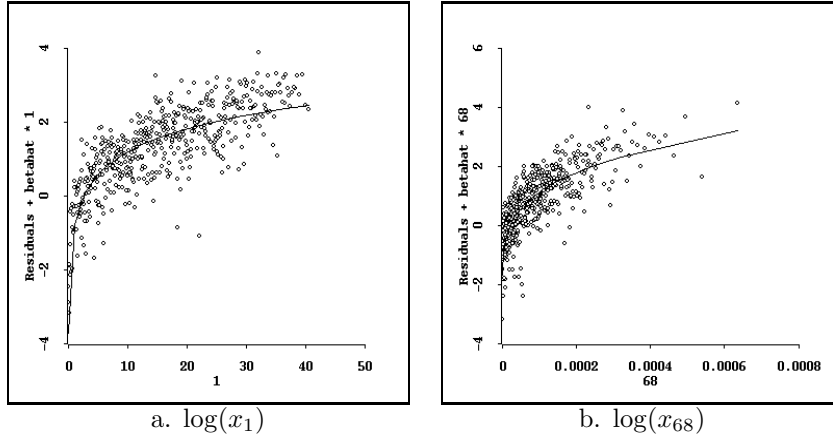 Residuals + betahat * 1
4
2
0
-2
-4
0 10 20 30 40 50
1
a. log(x₁)
Residuals + betahat * 68
6
4
2
0
-2
-4
0 0.0002 0.0004 0.0006 0.0008
68
b. log(x₆₈)